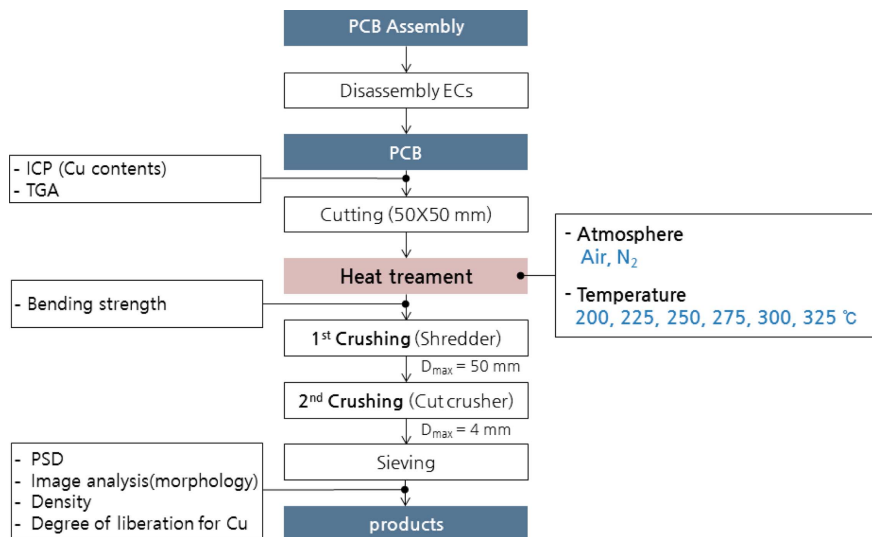 PCB Assembly
Disassembly ECs
PCB
- ICP (Cu contents)
- TGA
Cutting (50X50 mm)
- Atmosphere
Air, N₂
Heat treament
- Temperature
200, 225, 250, 275, 300, 325 ℃
- Bending strength
1st Crushing (Shredder)
Dmax = 50 mm
2nd Crushing (Cut crusher)
Dmax = 4 mm
- PSD
- Image analysis(morphology)
- Density
- Degree of liberation for Cu
Sieving
products